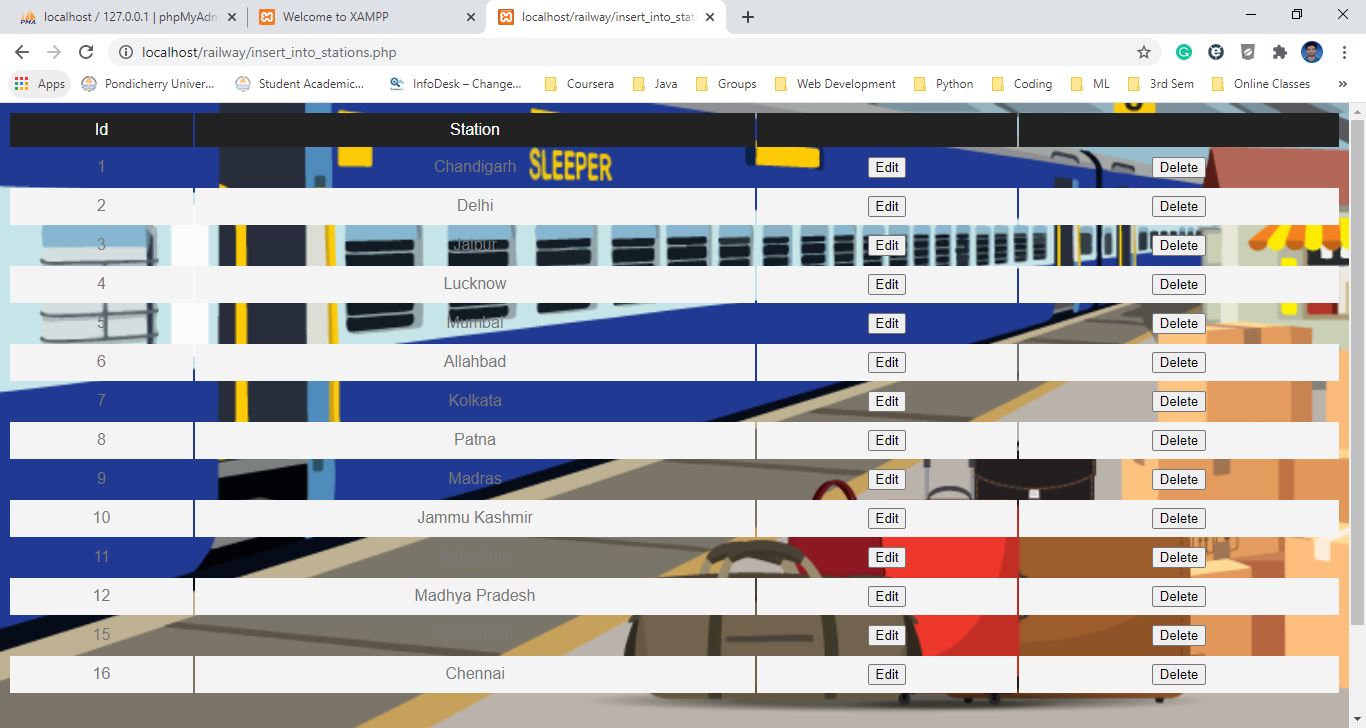 localhost / 127.0.0.1 | phpMyAdm
Welcome to XAMPP
localhost/railway/insert_into_stat
localhost/railway/insert_into_stations.php
Apps
Pondicherry Univer...
Student Academic...
InfoDesk – Change...
Coursera
Java
Groups
Web Development
Python
Coding
ML
3rd Sem
Online Classes
»
Id Station
SLEEPER
1 Chandigarh Edit Delete
2 Delhi Edit Delete
3 Jaipur Edit Delete
4 Lucknow Edit Delete
5 Mumbai Edit Delete
6 Allahbad Edit Delete
7 Kolkata Edit Delete
8 Patna Edit Delete
9 Madras Edit Delete
10 Jammu Kashmir Edit Delete
11 Edit Delete
12 Madhya Pradesh Edit Delete
15 Edit Delete
16 Chennai Edit Delete